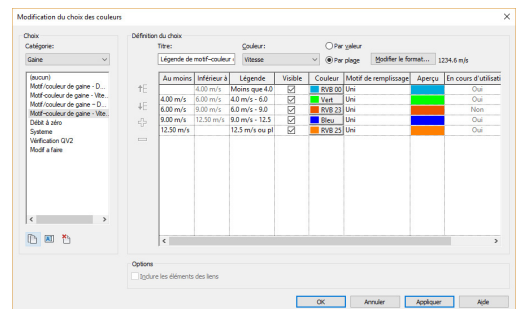 Modification du choix des couleurs
Choix
Catégorie:
Gaine
(aucun)
Motif/couleur de gaine - D...
Motif-couleur de gaine - Vite...
Motif/couleur de gaine - D...
Motif-couleur de gaine - Vite...
Débit à zéro
Systeme
Vérification QV2
Modif a faire
Définition du choix
Titre:
Légende de motif-couleur
Couleur:
Vitesse
Par valeur
Par plage
Modifier le format...
1234.6 m/s
Au moins Inférieur à Légende Visible Couleur Motif de remplissage Aperçu En cours d'utilisati
4.00 m/s Moins que 4.0 RVB 00 Uni Oui
4.00 m/s 6.00 m/s 4.0 m/s - 6.0 Vert Uni Oui
6.00 m/s 9.00 m/s 6.0 m/s - 9.0 RVB 23 Uni Non
9.00 m/s 12.50 m/s 9.0 m/s - 12.5 Bleu Uni Oui
12.50 m/s 12.5 m/s ou pl RVB 25 Uni Oui
Options
Inclure les éléments des liens
OK Annuler Appliquer Aide